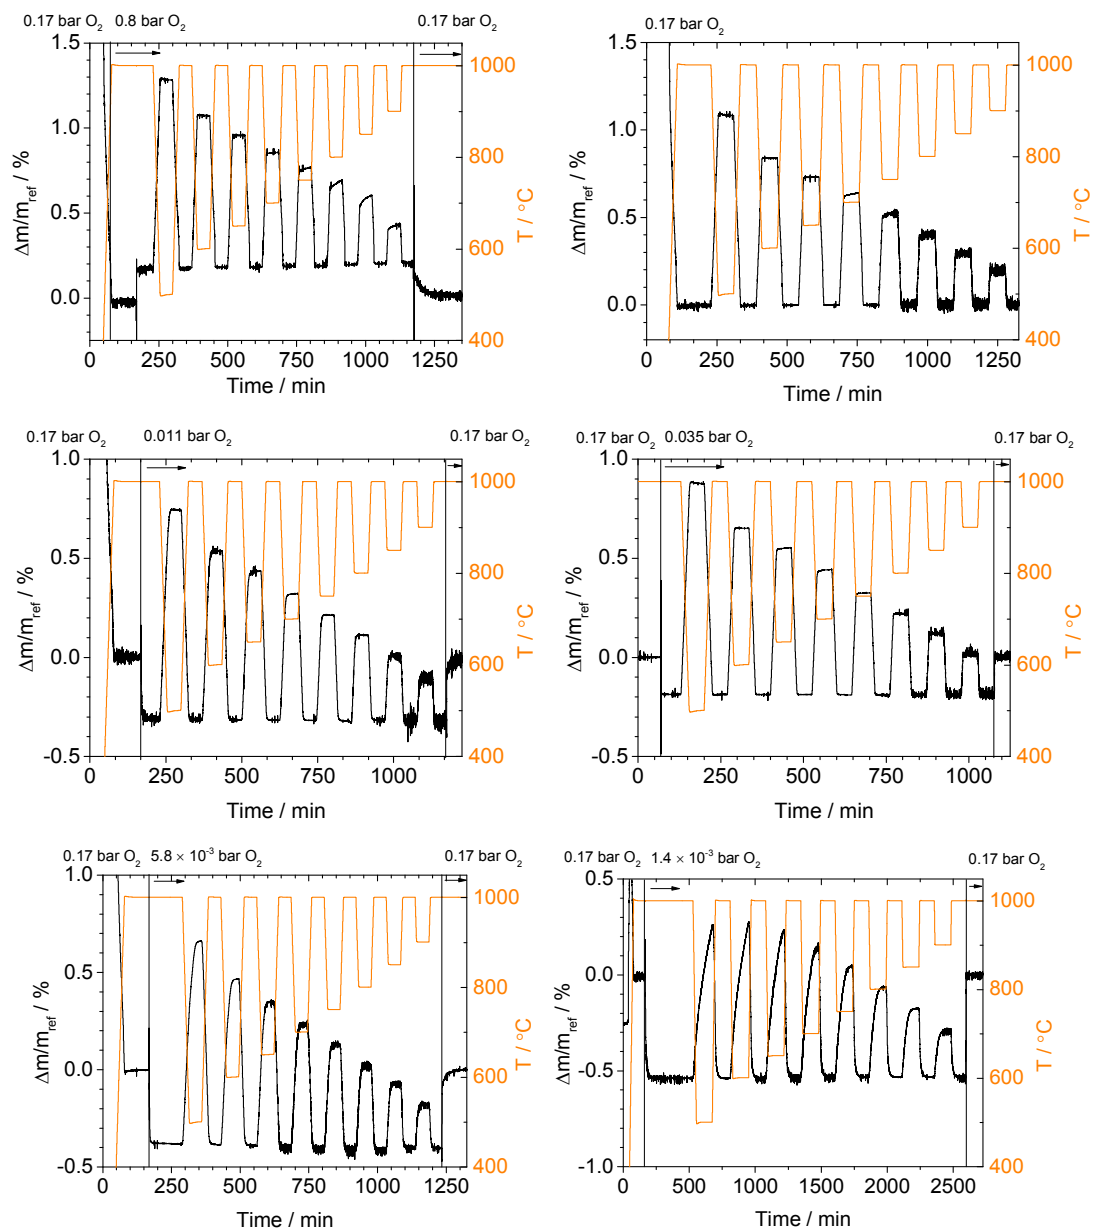 0.17 bar O2 0.8 bar O2 0.17 bar O2
1.5
1.0
0.5
0.0
Δm/mref / %
1000
800
600
400
T / °C
0 250 500 750 1000 1250
Time / min
0.17 bar O2
1.5
1.0
0.5
0.0
Δm/mref / %
1000
800
600
400
T / °C
0 250 500 750 1000 1250
Time / min
0.17 bar O2 0.011 bar O2 0.17 bar O2
1.0
0.5
0.0
-0.5
Δm/mref / %
1000
800
600
400
T / °C
0 250 500 750 1000
Time / min
0.17 bar O2 0.035 bar O2 0.17 bar O2
1.0
0.5
0.0
-0.5
Δm/mref / %
1000
800
600
400
T / °C
0 250 500 750 1000
Time / min
0.17 bar O2 5.8 × 10-3 bar O2 0.17 bar O2
1.0
0.5
0.0
-0.5
Δm/mref / %
1000
800
600
400
T / °C
0 250 500 750 1000 1250
Time / min
0.17 bar O2 1.4 × 10-3 bar O2 0.17 bar O2
0.5
0.0
-0.5
-1.0
Δm/mref / %
1000
800
600
400
T / °C
0 500 1000 1500 2000 2500
Time / min